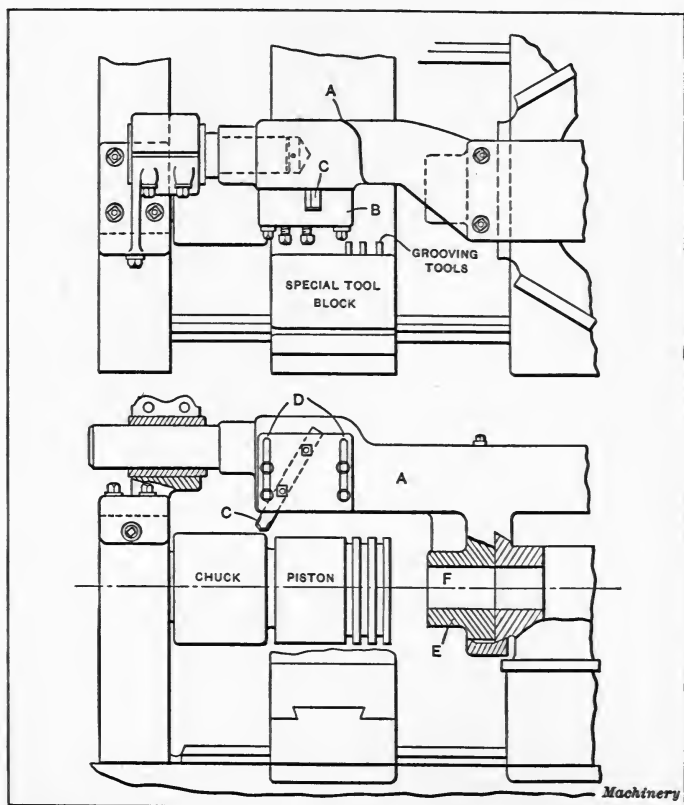 A
C
B
GROOVING
TOOLS
SPECIAL TOOL
BLOCK
D
A
C
CHUCK
PISTON
F
E
Machinery